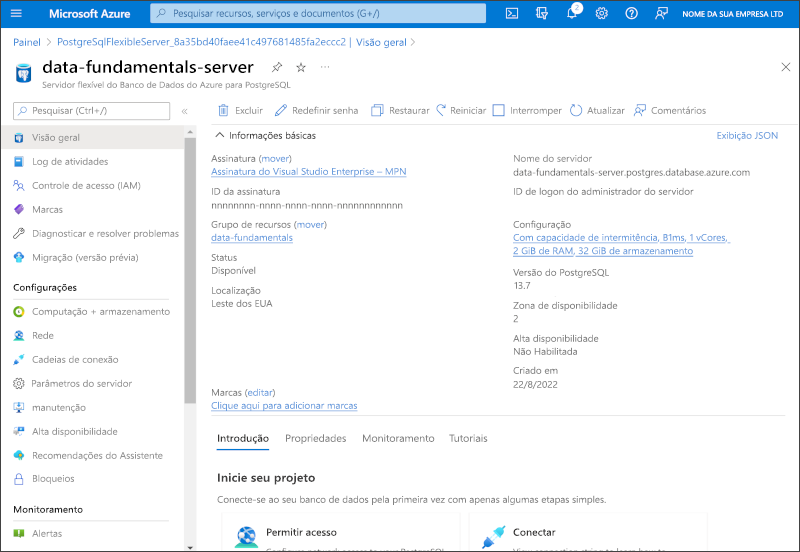 Microsoft Azure
Pesquisar recursos, serviços e documentos (G+/)
2
NOME DA SUA EMPRESA LTD
Painel > PostgreSqlFlexibleServer_8a35bd40faee41c497681485fa2eccc2 | Visão geral >
data-fundamentals-server
Servidor flexível do Banco de Dados do Azure para PostgreSQL
Pesquisar (Ctrl+/)
Visão geral
Log de atividades
Controle de acesso (IAM)
Marcas
Diagnosticar e resolver problemas
Migração (versão prévia)
Configurações
Computação + armazenamento
Rede
Cadeias de conexão
Parâmetros do servidor
manutenção
Alta disponibilidade
Recomendações do Assistente
Bloqueios
Monitoramento
Alertas
Excluir
Redefinir senha
Restaurar
Reiniciar
Interromper
Atualizar
Comentários
Informações básicas
Exibição JSON
Assinatura (mover)
Assinatura do Visual Studio Enterprise – MPN
ID da assinatura
nnnnnnnn-nnnn-nnnn-nnnn-nnnnnnnnnnnn
Grupo de recursos (mover)
data-fundamentals
Status
Disponível
Localização
Leste dos EUA
Nome do servidor
data-fundamentals-server.postgres.database.azure.com
ID de logon do administrador do servidor
Configuração
Com capacidade de intermitência, B1ms, 1 vCores,
2 GiB de RAM, 32 GiB de armazenamento
Versão do PostgreSQL
13.7
Zona de disponibilidade
2
Alta disponibilidade
Não Habilitada
Criado em
22/8/2022
Marcas (editar)
Clique aqui para adicionar marcas
Introdução
Propriedades
Monitoramento
Tutoriais
Inicie seu projeto
Conecte-se ao seu banco de dados pela primeira vez com apenas algumas etapas simples.
Permitir acesso
Conectar